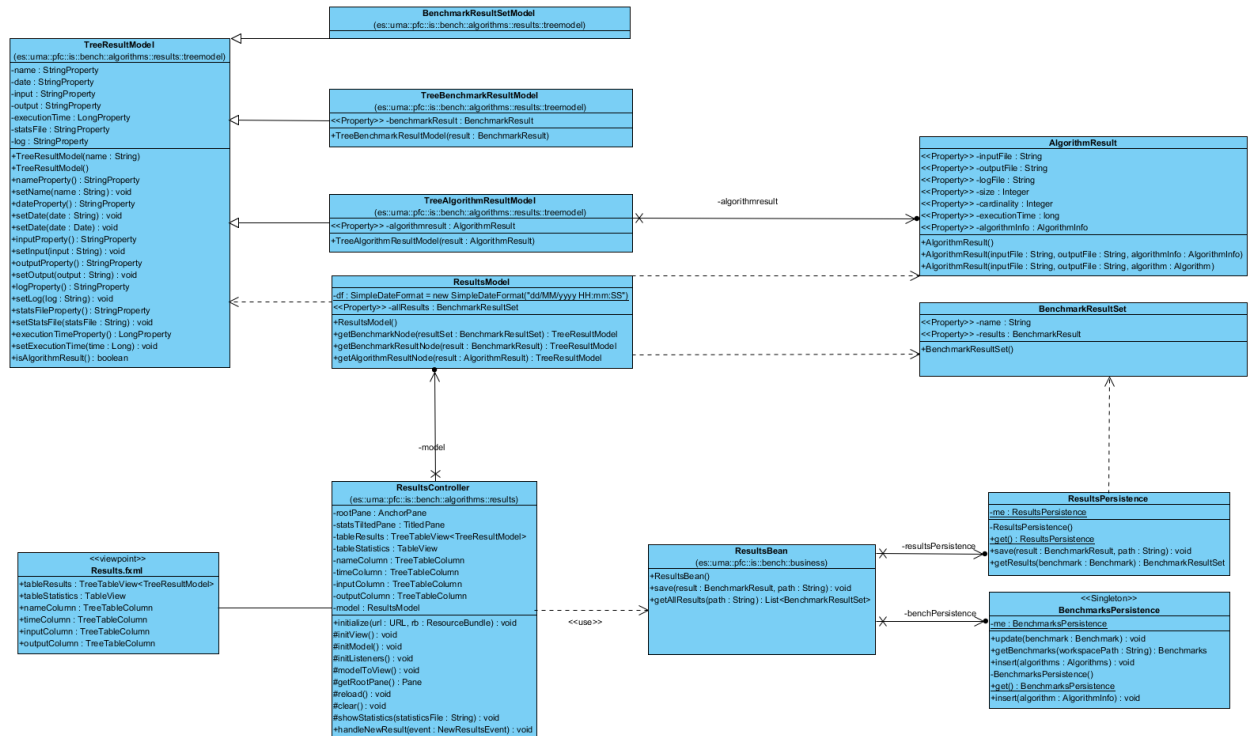 BenchmarkResultSetModel
(es::uma::pfc::is::bench::algorithms::results::treemodel)
TreeResultModel
(es::uma::pfc::is::bench::algorithms::results::treemodel)
-name : StringProperty
-date : StringProperty
-input : StringProperty
-output : StringProperty
-executionTime : LongProperty
-statsFile : StringProperty
-log : StringProperty
+TreeResultModel(name : String)
+TreeResultModel()
+nameProperty() : StringProperty
+setName(name : String) : void
+dateProperty() : StringProperty
+setDate(date : String) : void
+setDate(date : Date) : void
+inputProperty() : StringProperty
+setInput(input : String) : void
+outputProperty() : StringProperty
+setOutput(output : String) : void
+logProperty() : StringProperty
+setLog(log : String) : void
+statsFileProperty() : StringProperty
+setStatsFile(statsFile : String) : void
+executionTimeProperty() : LongProperty
+setExecutionTime(time : Long) : void
+isAlgorithmResult() : boolean
TreeBenchmarkResultModel
(es::uma::pfc::is::bench::algorithms::results::treemodel)
<<Property>> -benchmarkResult : BenchmarkResult
+TreeBenchmarkResultModel(result : BenchmarkResult)
TreeAlgorithmResultModel
(es::uma::pfc::is::bench::algorithms::results::treemodel)
<<Property>> -algorithmresult : AlgorithmResult
+TreeAlgorithmResultModel(result : AlgorithmResult)
-algorithmresult
AlgorithmResult
<<Property>> -inputFile : String
<<Property>> -outputFile : String
<<Property>> -logFile : String
<<Property>> -size : Integer
<<Property>> -cardinality : Integer
<<Property>> -executionTime : long
<<Property>> -algorithmInfo : AlgorithmInfo
+AlgorithmResult()
+AlgorithmResult(inputFile : String, outputFile : String, algorithmInfo : AlgorithmInfo)
+AlgorithmResult(inputFile : String, outputFile : String, algorithm : Algorithm)
ResultsModel
-df : SimpleDateFormat = new SimpleDateFormat("dd/MM/yyyy HH:mm:SS")
<<Property>> -allResults : BenchmarkResultSet
+ResultsModel()
+getBenchmarkNode(resultSet : BenchmarkResultSet) : TreeResultModel
+getBenchmarkResultNode(result : BenchmarkResult) : TreeResultModel
+getAlgorithmResultNode(result : AlgorithmResult) : TreeResultModel
BenchmarkResultSet
<<Property>> -name : String
<<Property>> -results : BenchmarkResult
+BenchmarkResultSet()
-model
ResultsController
(es::uma::pfc::is::bench::algorithms::results)
-rootPane : AnchorPane
-statsTiltedPane : TitledPane
-tableResults : TreeTableView<TreeResultModel>
-tableStatistics : TableView
-nameColumn : TreeTableColumn
-timeColumn : TreeTableColumn
-inputColumn : TreeTableColumn
-outputColumn : TreeTableColumn
-model : ResultsModel
+initialize(url : URL, rb : ResourceBundle) : void
#initView() : void
#initModel() : void
#initListeners() : void
#modelToView() : void
#getRootPane() : Pane
#reload() : void
#clear() : void
#showStatistics(statisticsFile : String) : void
+handleNewResult(event : NewResultsEvent) : void
<<viewpoint>>
Results.fxml
+tableResults : TreeTableView<TreeResultModel>
+tableStatistics : TableView
+nameColumn : TreeTableColumn
+timeColumn : TreeTableColumn
+inputColumn : TreeTableColumn
+outputColumn : TreeTableColumn
<<use>>
ResultsBean
(es::uma::pfc::is::bench::business)
+ResultsBean()
+save(result : BenchmarkResult, path : String) : void
+getAllResults(path : String) : List<BenchmarkResultSet>
-resultsPersistence
-benchPersistence
ResultsPersistence
-me : ResultsPersistence
-ResultsPersistence()
+get() : ResultsPersistence
+save(result : BenchmarkResult, path : String) : void
+getResults(benchmark : Benchmark) : BenchmarkResultSet
<<Singleton>>
BenchmarksPersistence
-me : BenchmarksPersistence
+update(benchmark : Benchmark) : void
+getBenchmarks(workspacePath : String) : Benchmarks
+insert(algorithms : Algorithms) : void
-BenchmarksPersistence()
+get() : BenchmarksPersistence
+insert(algorithm : AlgorithmInfo) : void